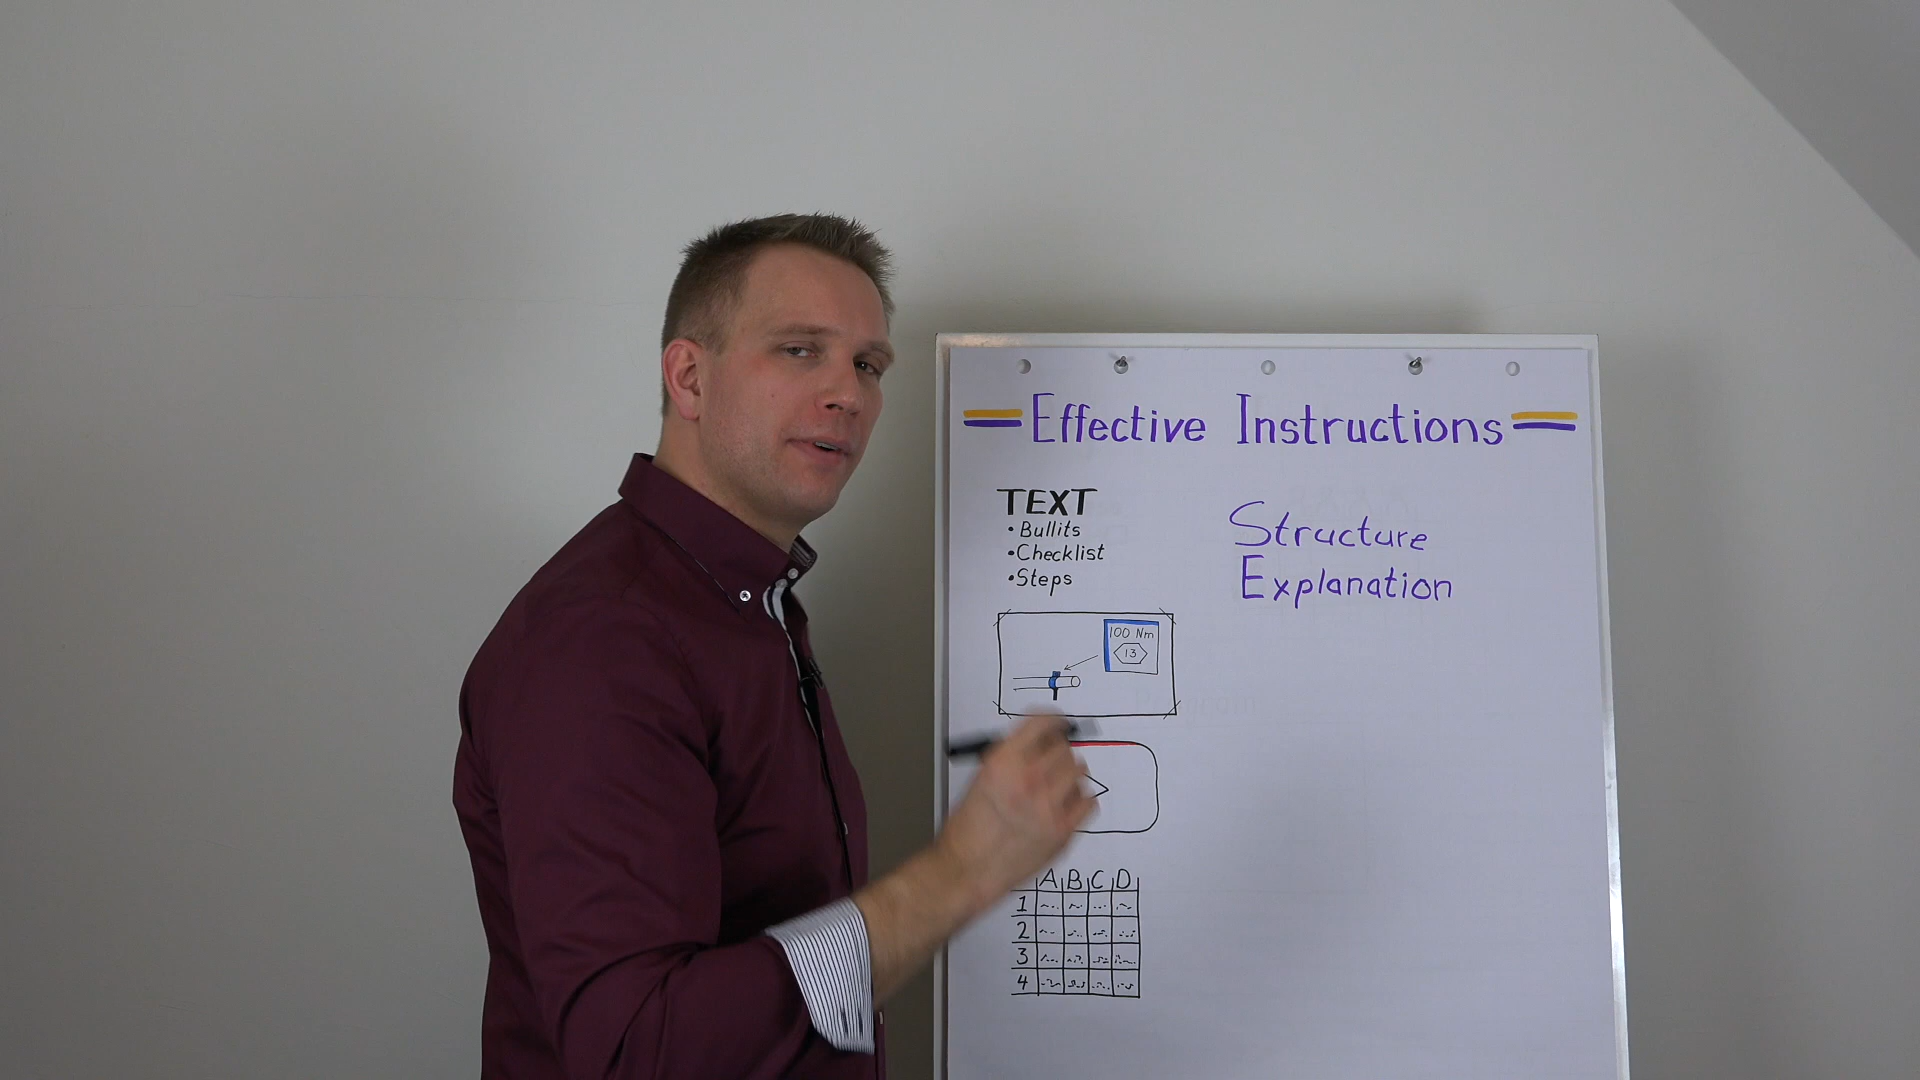 Effective Instructions
TEXT
• Bullits
• Checklist
• Steps
100 Nm
13
A B C D
1
2
3
4
Structure
Explanation